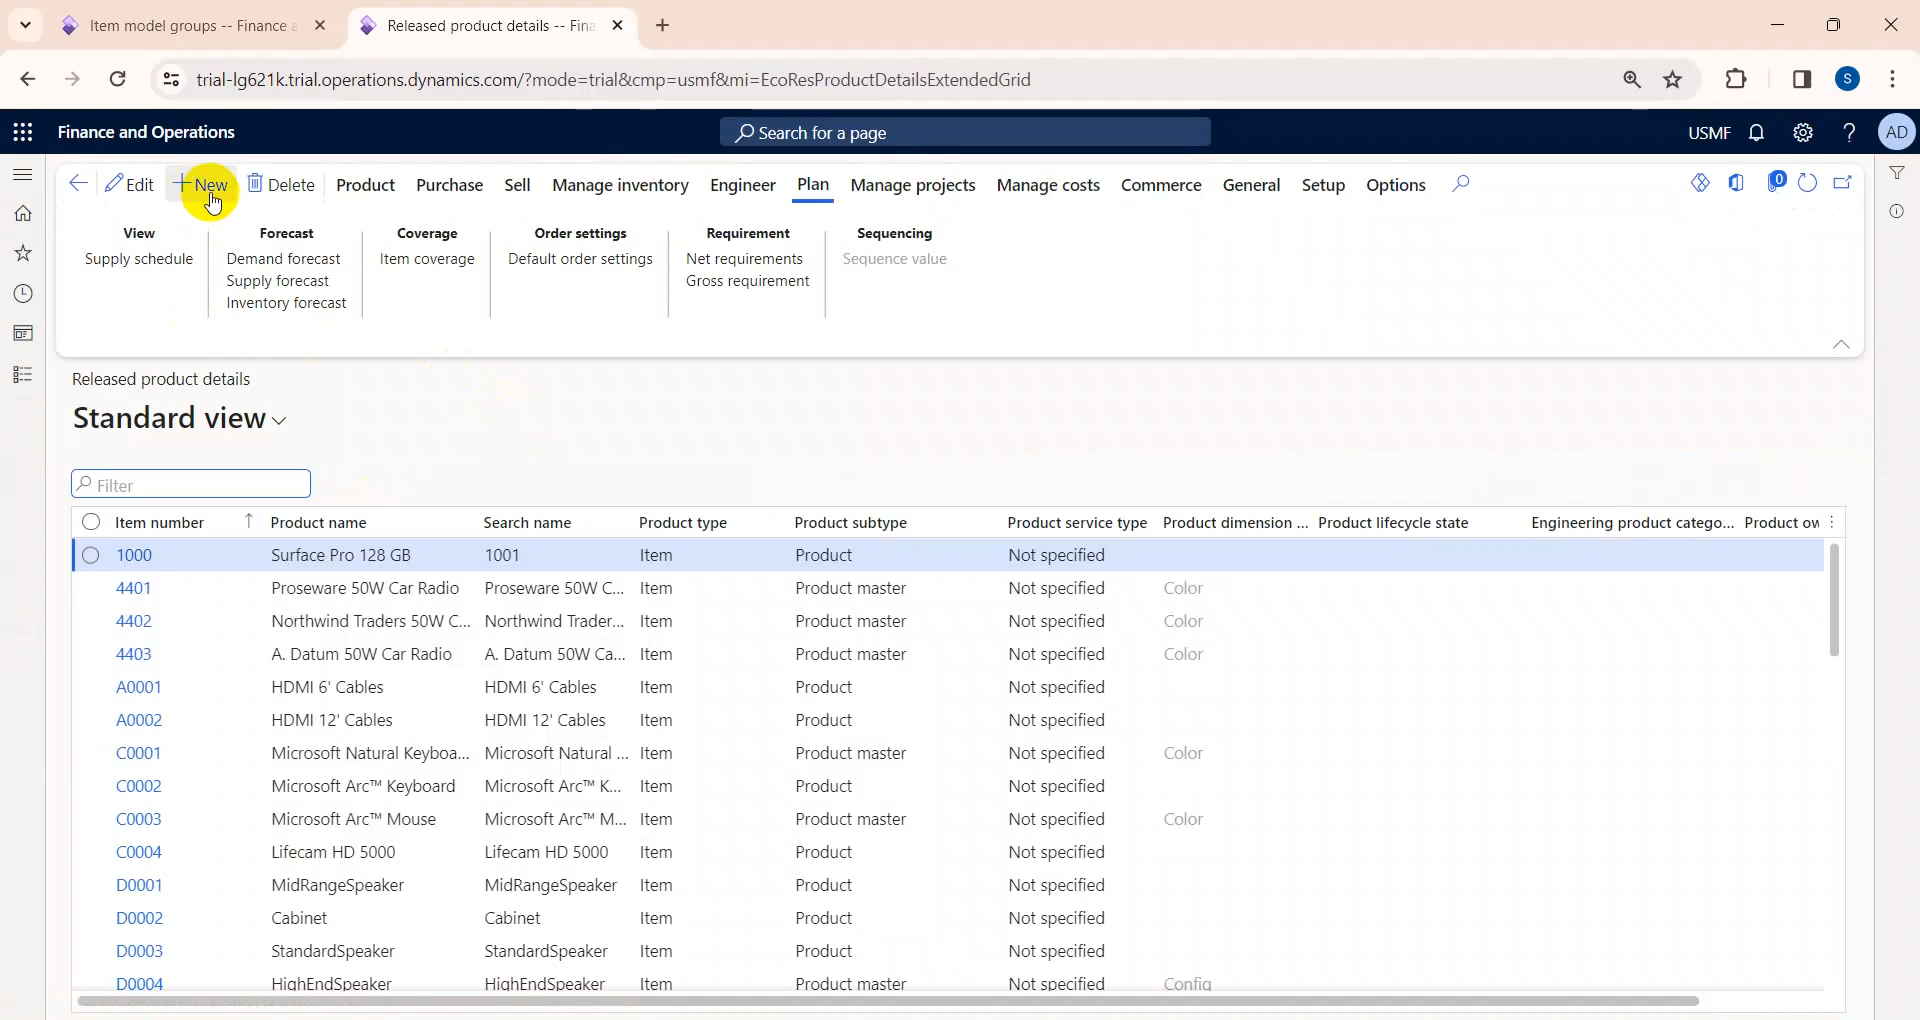 Item model groups -- Finance a
Released product details -- Fina
trial-lg621k.trial.operations.dynamics.com/?mode=trial&cmp=usmf&mi=EcoResProductDetailsExtendedGrid
S
Finance and Operations
Search for a page
USMF
?
AD
Edit
New
Delete
Product
Purchase
Sell
Manage inventory
Engineer
Plan
Manage projects
Manage costs
Commerce
General
Setup
Options
0
View
Forecast
Coverage
Order settings
Requirement
Sequencing
Supply schedule
Demand forecast
Item coverage
Default order settings
Net requirements
Sequence value
Supply forecast
Gross requirement
Inventory forecast
Released product details
Standard view
Filter
Item number ↑ Product name Search name Product type Product subtype Product service type Product dimension ... Product lifecycle state Engineering product catego... Product ow
1000 Surface Pro 128 GB 1001 Item Product Not specified
4401 Proseware 50W Car Radio Proseware 50W C... Item Product master Not specified Color
4402 Northwind Traders 50W C... Northwind Trader... Item Product master Not specified Color
4403 A. Datum 50W Car Radio A. Datum 50W Ca... Item Product master Not specified Color
A0001 HDMI 6' Cables HDMI 6' Cables Item Product Not specified
A0002 HDMI 12' Cables HDMI 12' Cables Item Product Not specified
C0001 Microsoft Natural Keyboa... Microsoft Natural ... Item Product master Not specified Color
C0002 Microsoft Arc™ Keyboard Microsoft Arc™ K... Item Product Not specified
C0003 Microsoft Arc™ Mouse Microsoft Arc™ M... Item Product master Not specified Color
C0004 Lifecam HD 5000 Lifecam HD 5000 Item Product Not specified
D0001 MidRangeSpeaker MidRangeSpeaker Item Product Not specified
D0002 Cabinet Cabinet Item Product Not specified
D0003 StandardSpeaker StandardSpeaker Item Product Not specified
D0004 HighEndSpeaker HighEndSpeaker Item Product master Not specified Config